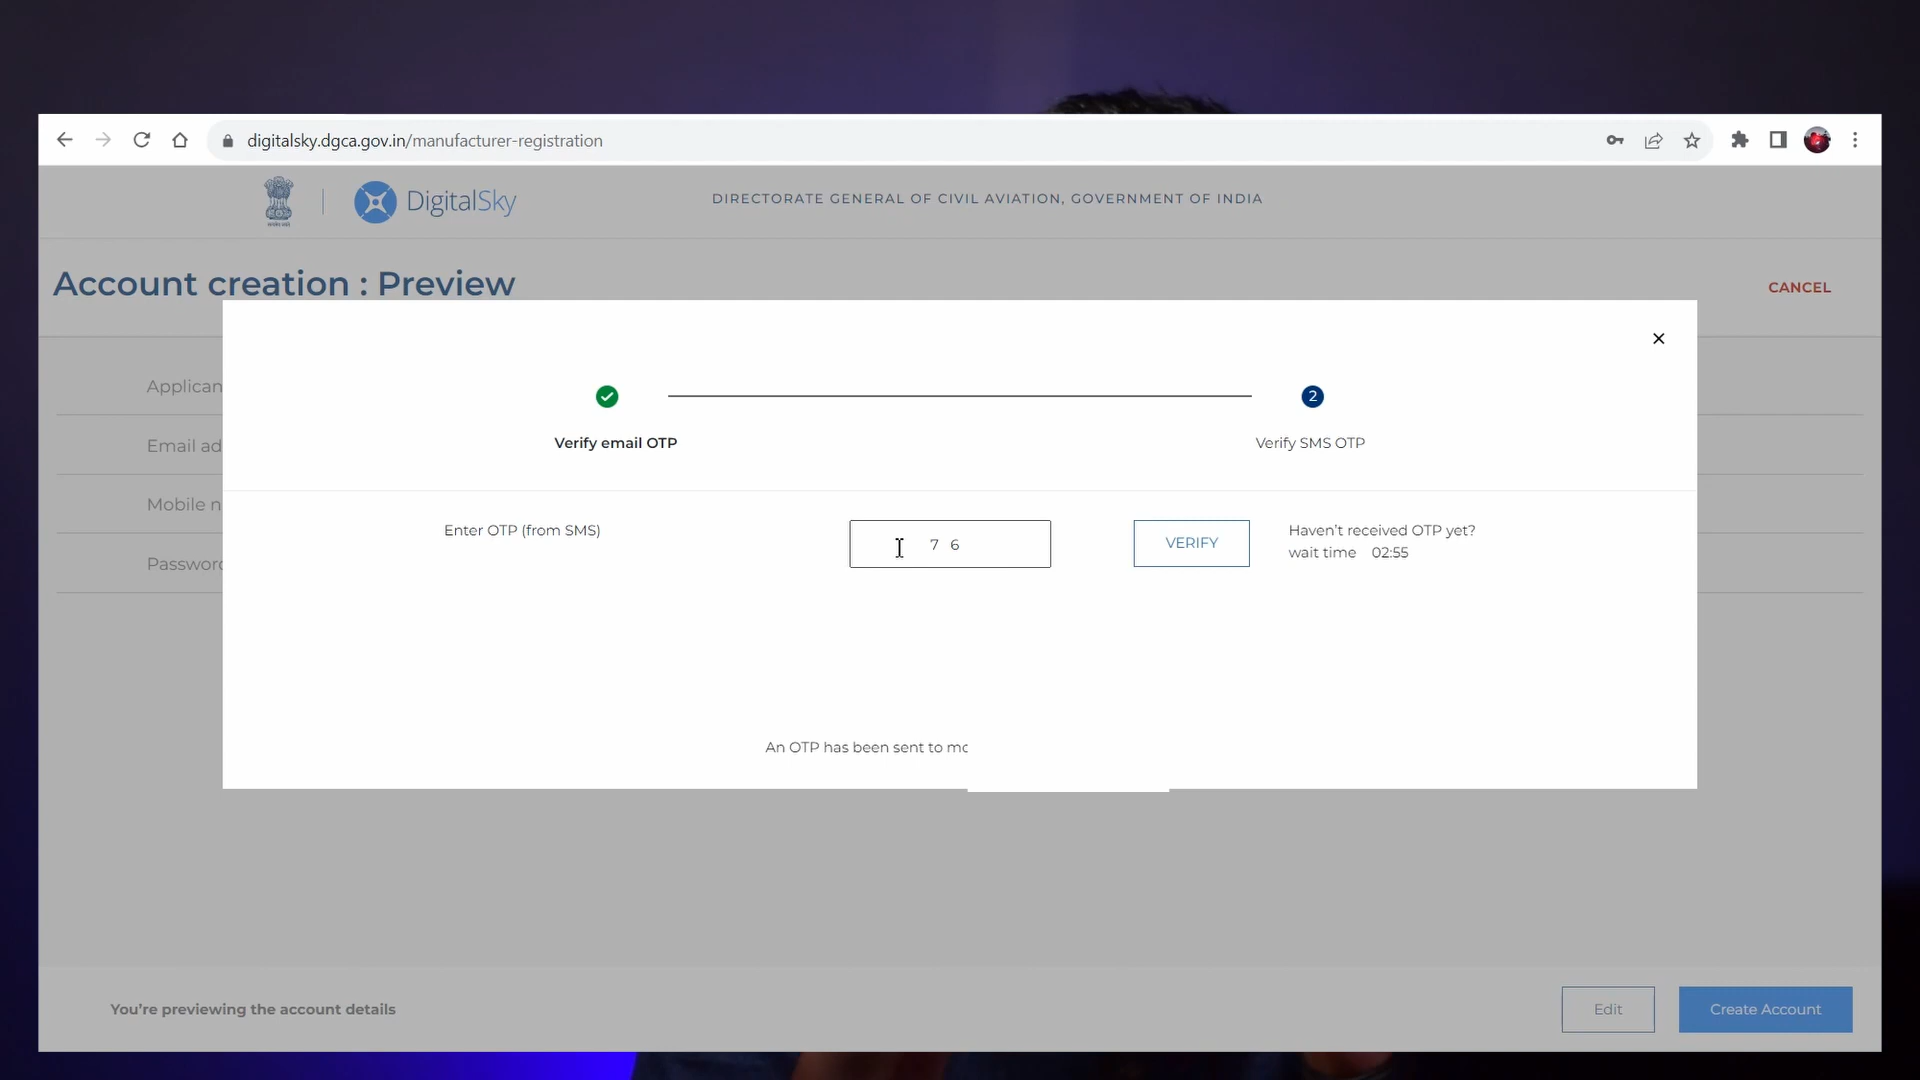 digitalsky.dgca.gov.in/manufacturer-registration
DigitalSky
DIRECTORATE GENERAL OF CIVIL AVIATION, GOVERNMENT OF INDIA
Account creation : Preview
CANCEL
2
Verify email OTP
Verify SMS OTP
Applican
Email ad
Mobile n
Password
Enter OTP (from SMS)
7 6
VERIFY
Haven't received OTP yet?
wait time 02:55
An OTP has been sent to mo
You're previewing the account details
Edit
Create Account